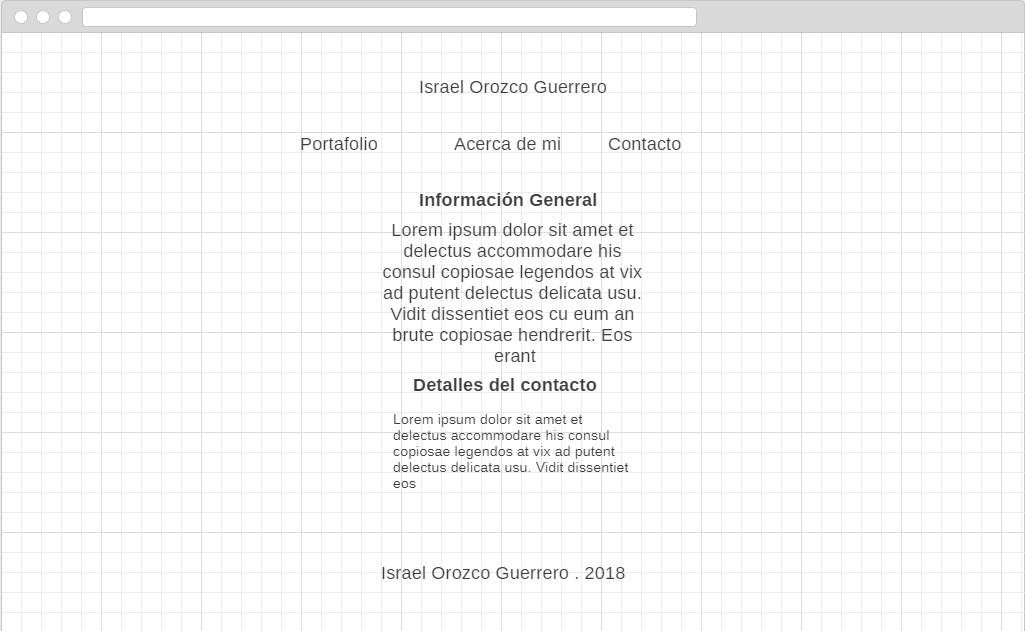 Israel Orozco Guerrero
Portafolio Acerca de mi Contacto
Información General
Lorem ipsum dolor sit amet et
delectus accommodare his
consul copiosae legendos at vix
ad putent delectus delicata usu.
Vidit dissentiet eos cu eum an
brute copiosae hendrerit. Eos
erant
Detalles del contacto
Lorem ipsum dolor sit amet et
delectus accommodare his consul
copiosae legendos at vix ad putent
delectus delicata usu. Vidit dissentiet
eos
Israel Orozco Guerrero . 2018